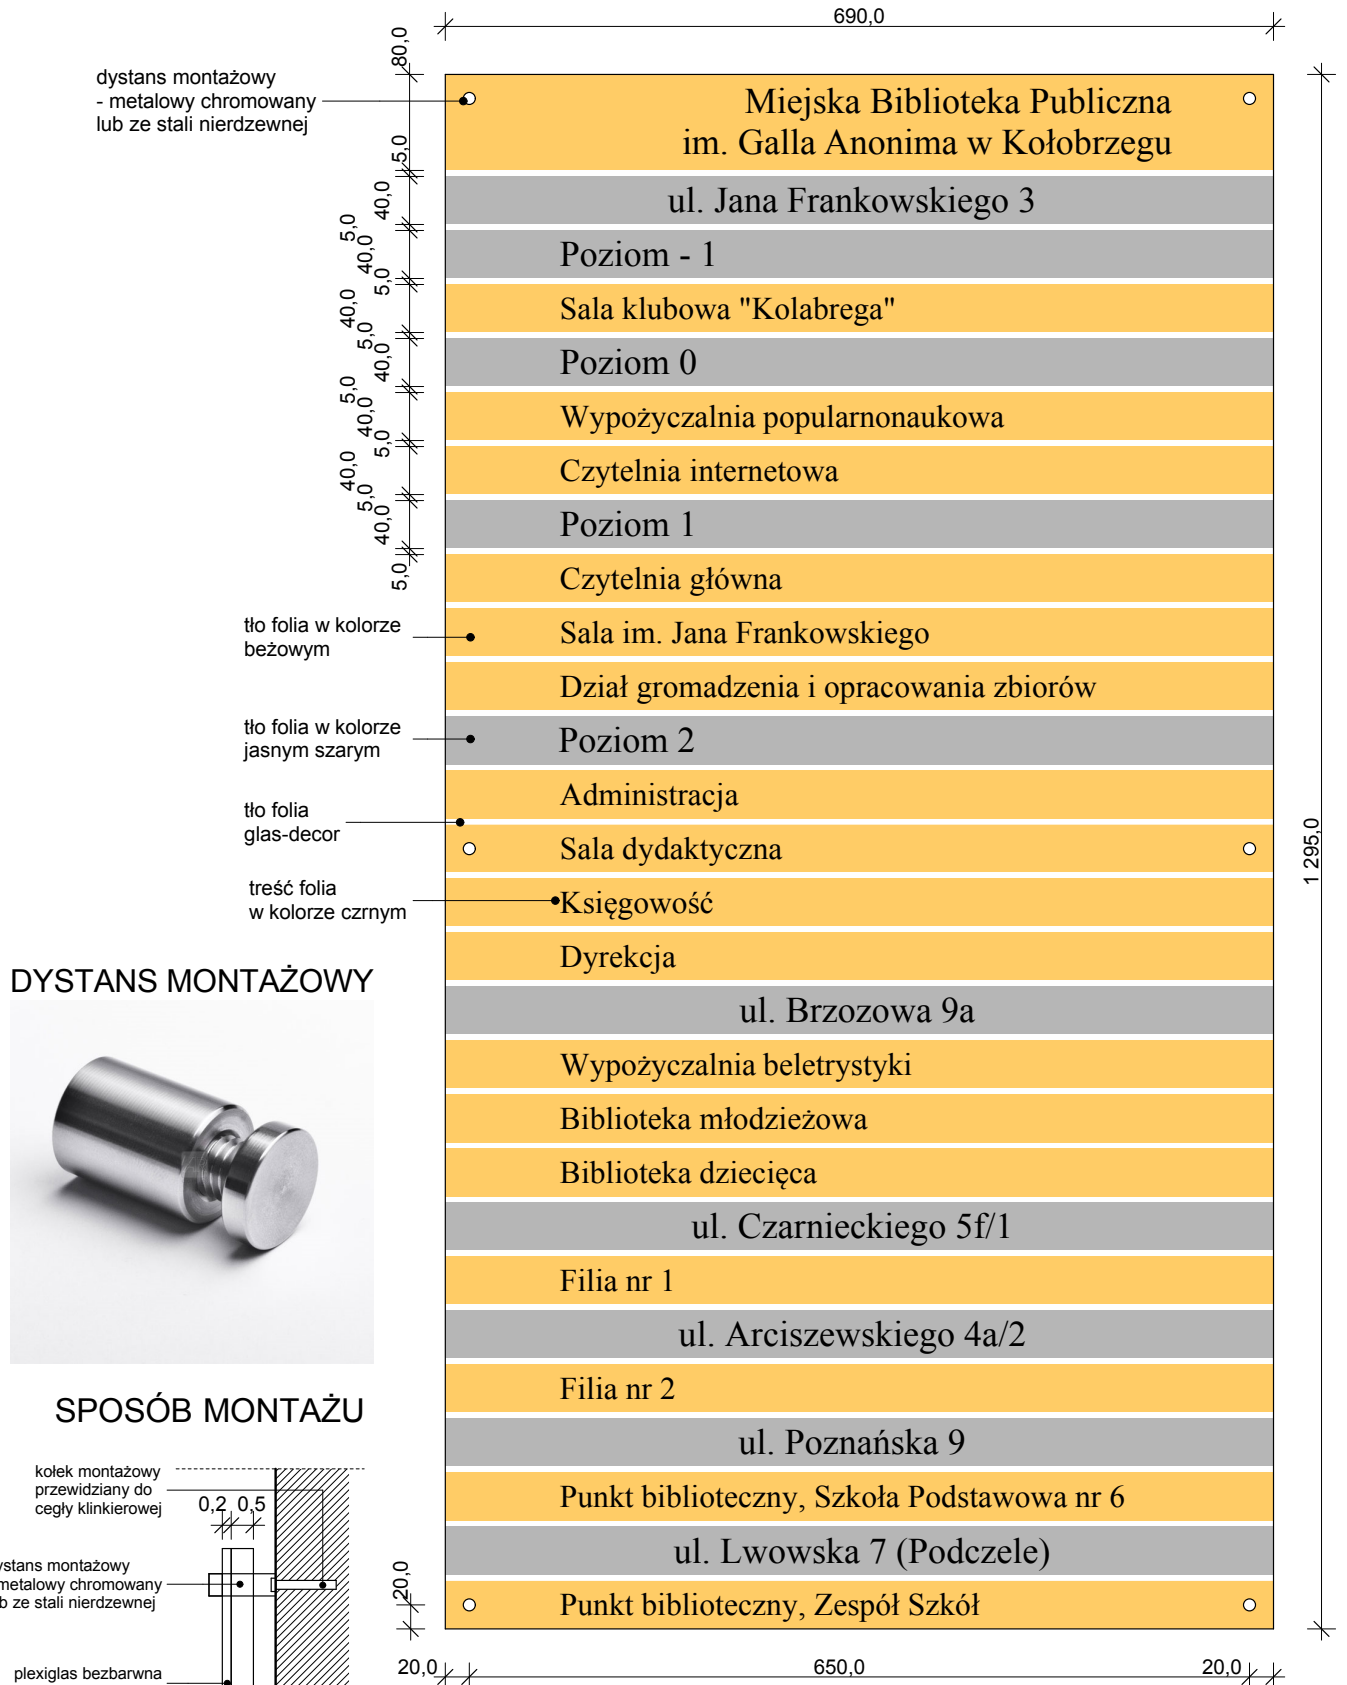 690,0
80,0
dystans montażowy
- metalowy chromowany
lub ze stali nierdzewnej
Miejska Biblioteka Publiczna
im. Galla Anonima w Kołobrzegu
5,0
40,0
ul. Jana Frankowskiego 3
5,0
40,0
Poziom - 1
5,0
40,0
Sala klubowa "Kolabrega"
5,0
40,0
Poziom 0
5,0
40,0
Wypożyczalnia popularnonaukowa
5,0
40,0
Czytelnia internetowa
5,0
40,0
Poziom 1
5,0
Czytelnia główna
tło folia w kolorze
beżowym
Sala im. Jana Frankowskiego
Dział gromadzenia i opracowania zbiorów
tło folia w kolorze
jasnym szarym
Poziom 2
Administracja
tło folia
glas-decor
Sala dydaktyczna
1 295,0
treść folia
w kolorze czrnym
Księgowość
Dyrekcja
DYSTANS MONTAŻOWY
ul. Brzozowa 9a
Wypożyczalnia beletrystyki
Biblioteka młodzieżowa
Biblioteka dziecięca
ul. Czarnieckiego 5f/1
Filia nr 1
ul. Arciszewskiego 4a/2
Filia nr 2
SPOSÓB MONTAŻU
ul. Poznańska 9
kołek montażowy
przewidziany do
cegły klinkierowej
0,2 0,5
Punkt biblioteczny, Szkoła Podstawowa nr 6
ul. Lwowska 7 (Podczele)
ystans montażowy
metalowy chromowany
b ze stali nierdzewnej
20,0
Punkt biblioteczny, Zespół Szkół
plexiglas bezbarwna
20,0
650,0
20,0